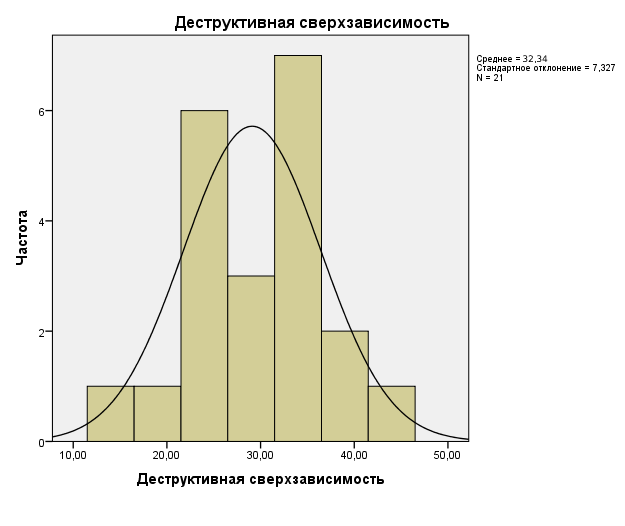 Деструктивная сверхзависимость
Среднее = 32,34
Стандартное отклонение = 7,327
N = 21
Частота
6
4
2
0
10,00 20,00 30,00 40,00 50,00
Деструктивная сверхзависимость